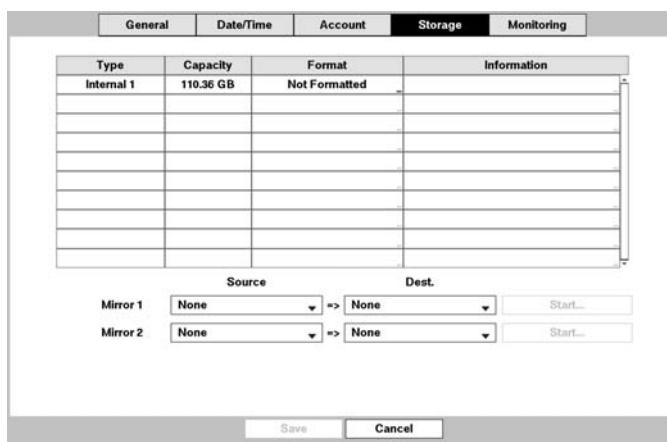 General Date/Time Account Storage Monitoring
Type Capacity Format Information
Internal 1 110.36 GB Not Formatted
Source Dest.
Mirror 1 None => None Start...
Mirror 2 None => None Start...
Save Cancel